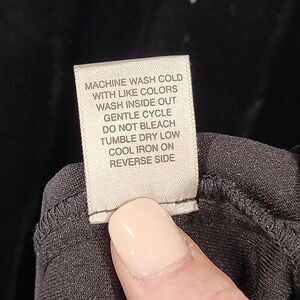 MACHINE WASH COLD
WITH LIKE COLORS
WASH INSIDE OUT
GENTLE CYCLE
DO NOT BLEACH
TUMBLE DRY LOW
COOL IRON ON
REVERSE SIDE